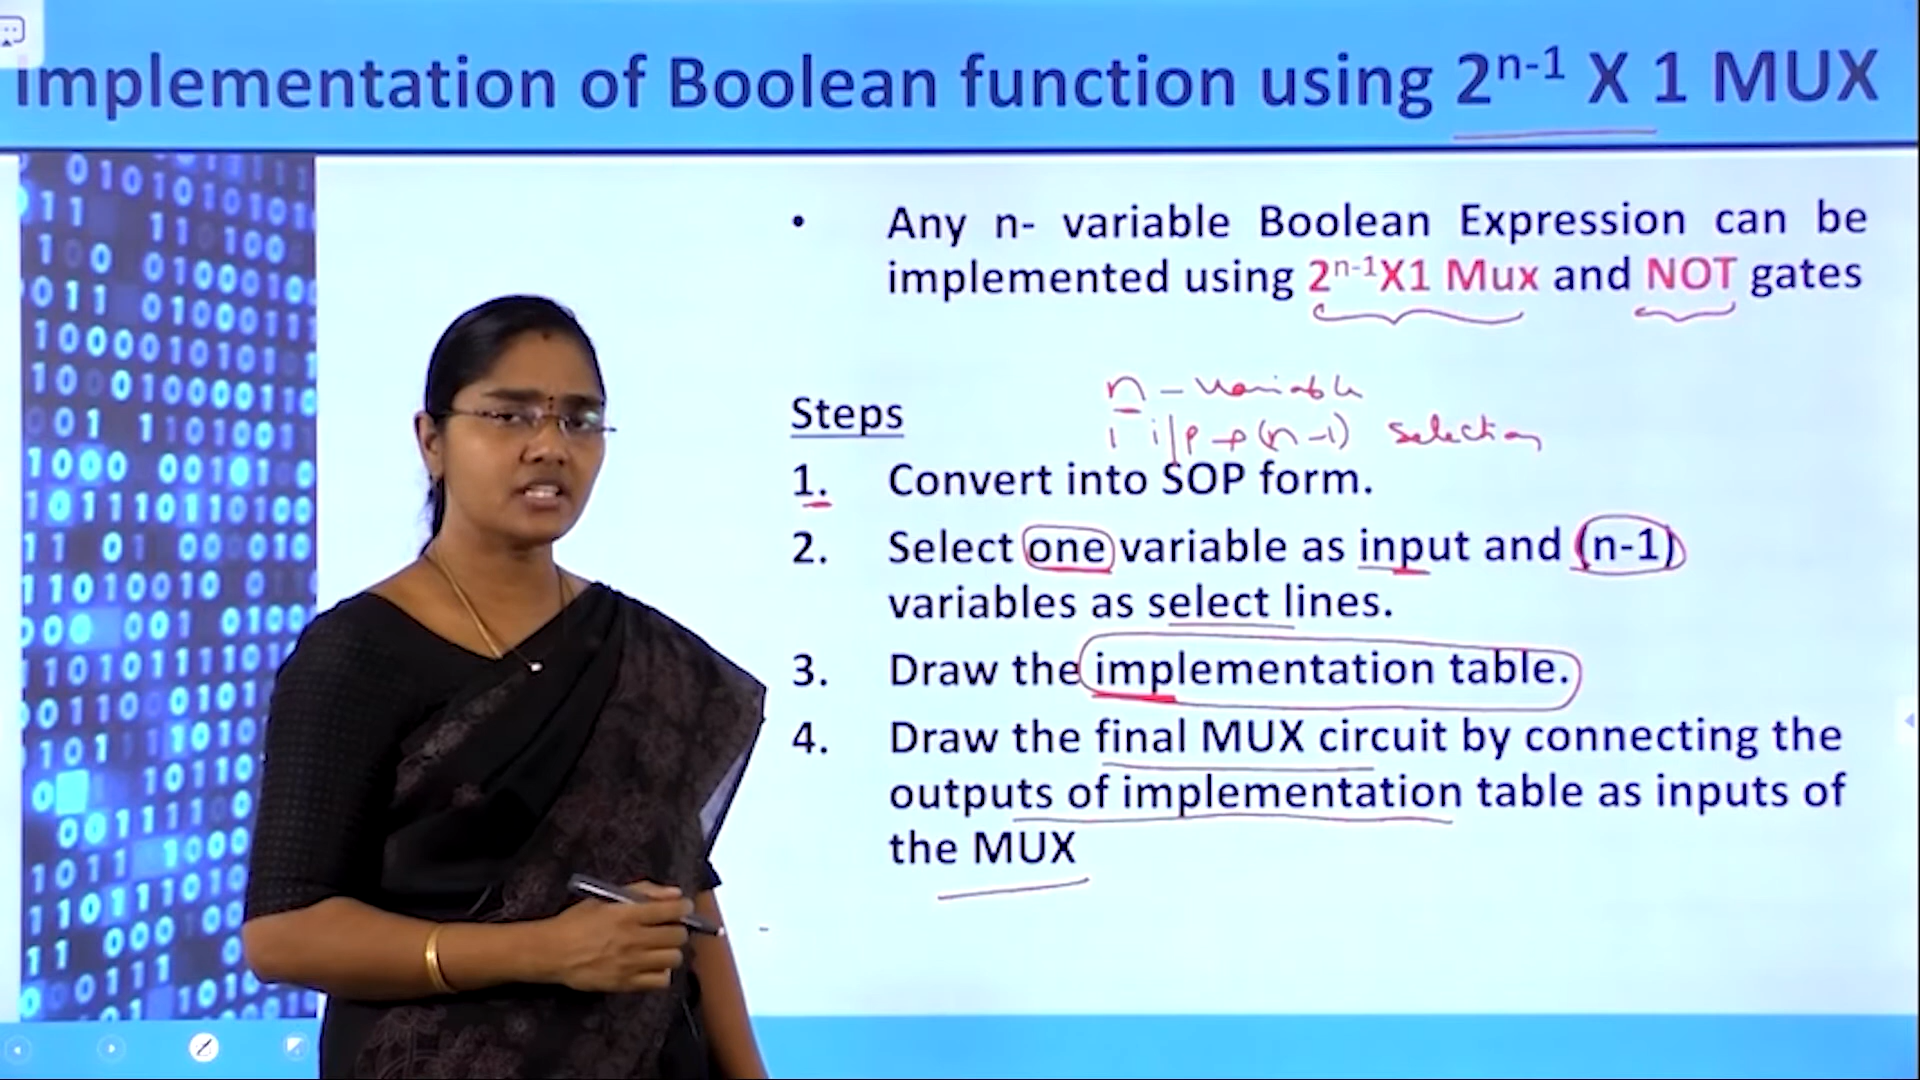 Implementation of Boolean function using 2ⁿ⁻¹ X 1 MUX
• Any n- variable Boolean Expression can be
implemented using 2ⁿ⁻¹X1 Mux and NOT gates
n - variable
1 i/p → (n-1) selection
Steps
1. Convert into SOP form.
2. Select one variable as input and (n-1)
variables as select lines.
3. Draw the implementation table.
4. Draw the final MUX circuit by connecting the
outputs of implementation table as inputs of
the MUX